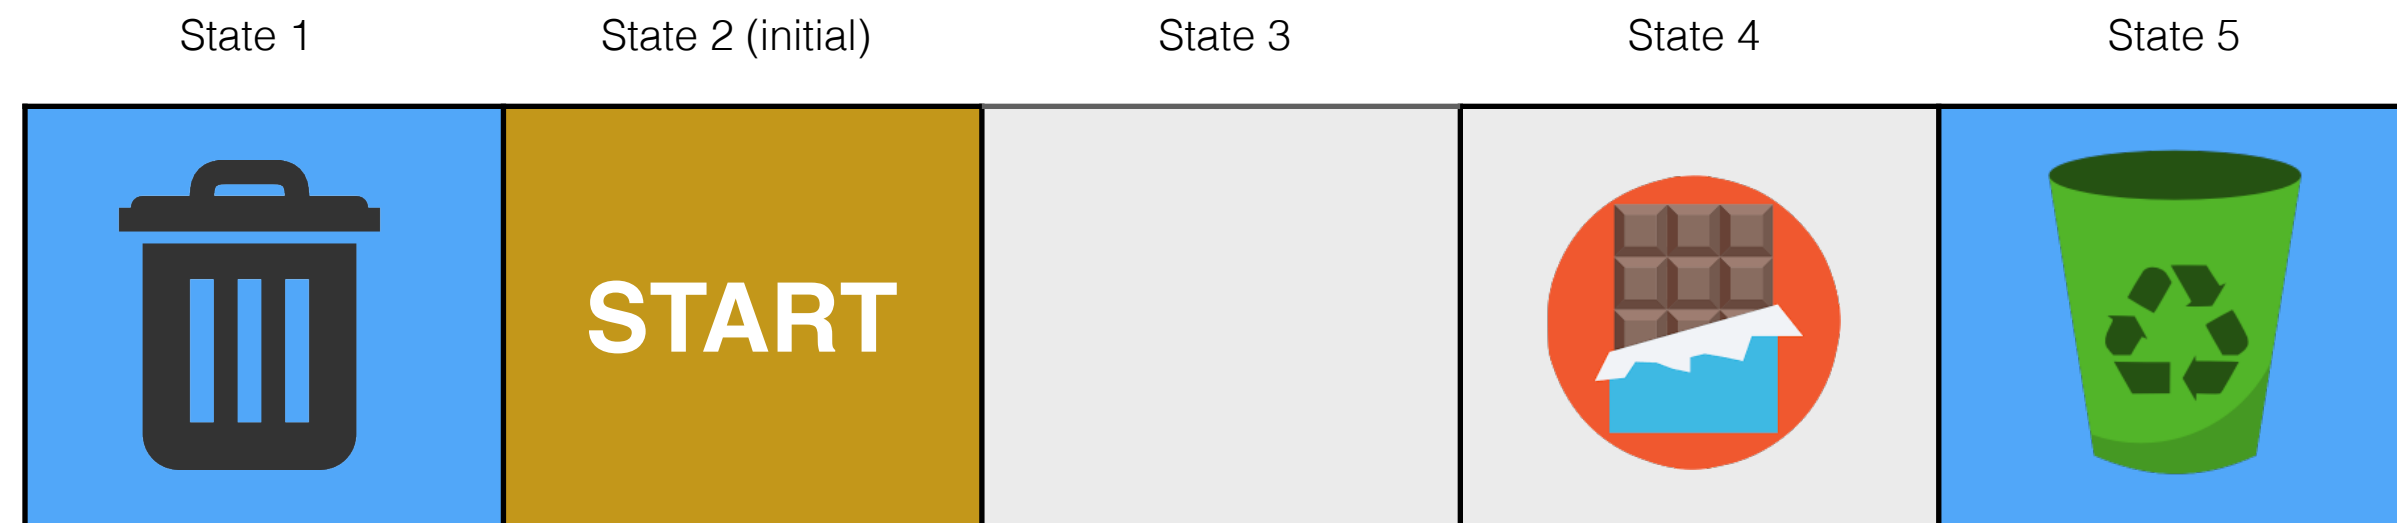 State 1
State 2 (initial)
State 3
State 4
State 5
START